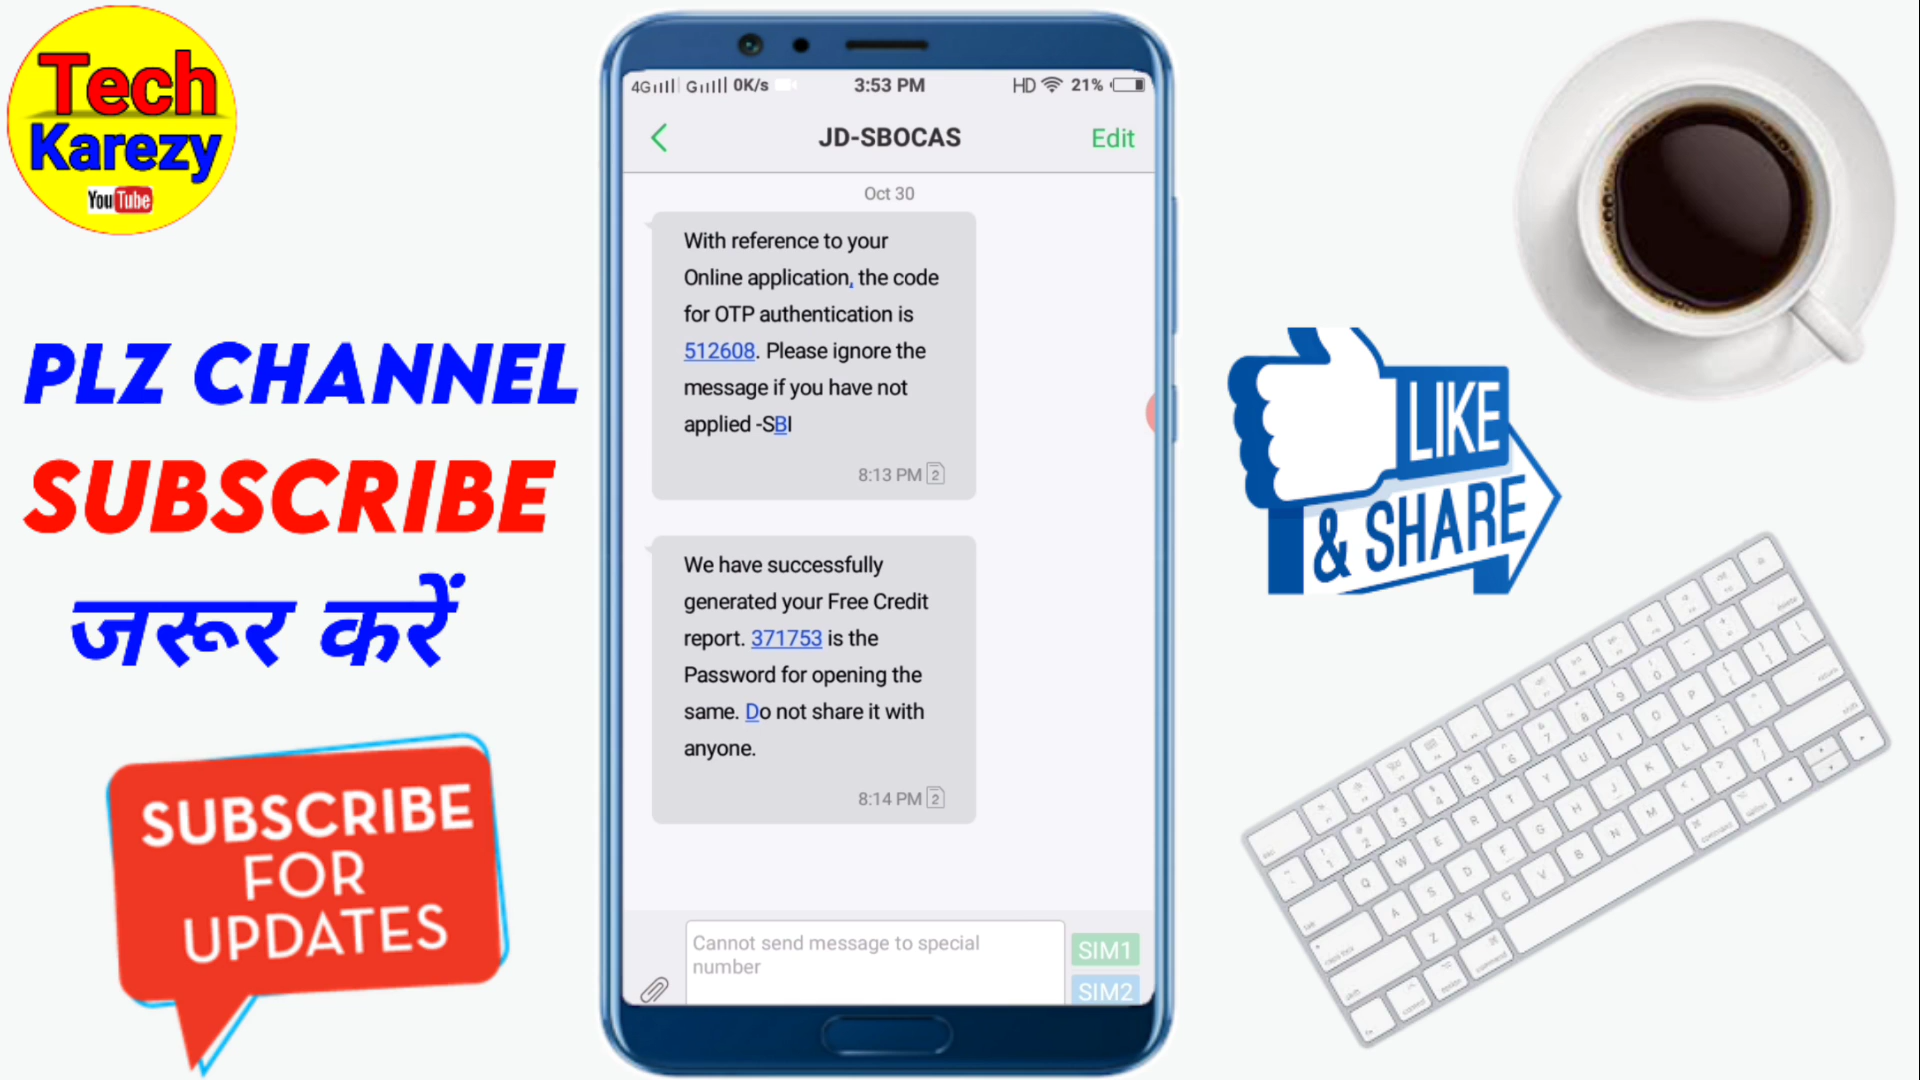 Tech
Karezy
YouTube
PLZ CHANNEL
SUBSCRIBE
जरूर करें
SUBSCRIBE
FOR
UPDATES
4G G 0K/s 3:53 PM HD 21%
JD-SBOCAS Edit
Oct 30
With reference to your
Online application, the code
for OTP authentication is
512608. Please ignore the
message if you have not
applied -SBI
8:13 PM 2
We have successfully
generated your Free Credit
report. 371753 is the
Password for opening the
same. Do not share it with
anyone.
8:14 PM 2
Cannot send message to special
number
SIM1
SIM2
LIKE
& SHARE